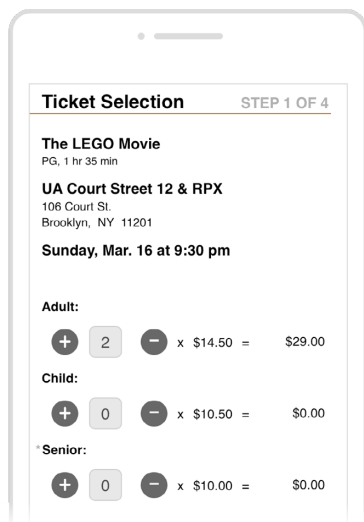 Ticket Selection STEP 1 OF 4
The LEGO Movie
PG, 1 hr 35 min
UA Court Street 12 & RPX
106 Court St.
Brooklyn, NY 11201
Sunday, Mar. 16 at 9:30 pm
Adult:
+ 2 − x $14.50 = $29.00
Child:
+ 0 − x $10.50 = $0.00
*Senior:
+ 0 − x $10.00 = $0.00